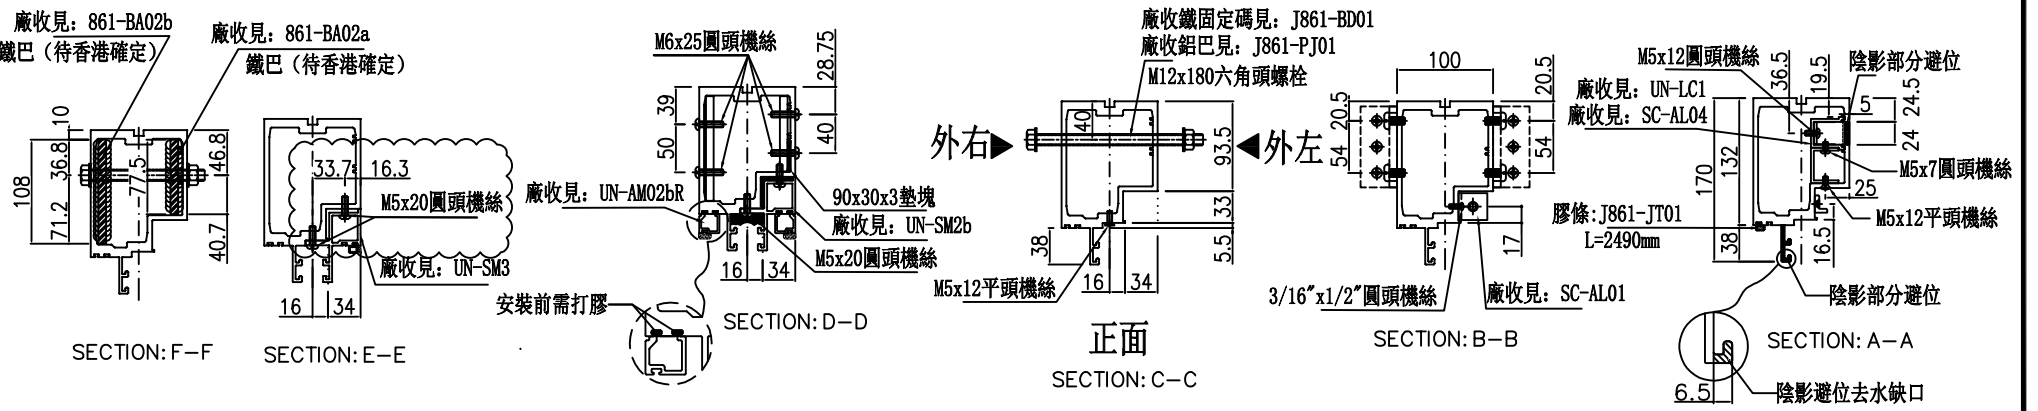 廠收見: 861-BA02b
鐵巴（待香港確定）
廠收見: 861-BA02a
鐵巴（待香港確定）
10
36.8
108
71.2
77.5
46.8
40.7
SECTION: F-F
33.7
16.3
M5x20圓頭機絲
廠收見: UN-SM3
16
34
SECTION: E-E
M6x25圓頭機絲
28.75
39
50
40
廠收見: UN-AM02bR
90x30x3墊塊
廠收見: UN-SM2b
M5x20圓頭機絲
16
34
安裝前需打膠
SECTION: D-D
廠收鐵固定碼見: J861-BD01
廠收鋁巴見: J861-PJ01
M12x180六角頭螺栓
外右
外左
40
93.5
33
5.5
38
M5x12平頭機絲
16
34
正面
SECTION: C-C
100
20.5
20.5
54
54
17
3/16"x1/2"圓頭機絲
廠收見: SC-AL01
SECTION: B-B
M5x12圓頭機絲
36.5
19.5
陰影部分避位
廠收見: UN-LC1
廠收見: SC-AL04
5
24.5
24
132
170
M5x7圓頭機絲
25
膠條: J861-JT01
L=2490mm
M5x12平頭機絲
38
16.5
陰影部分避位
SECTION: A-A
6.5
陰影避位去水缺口